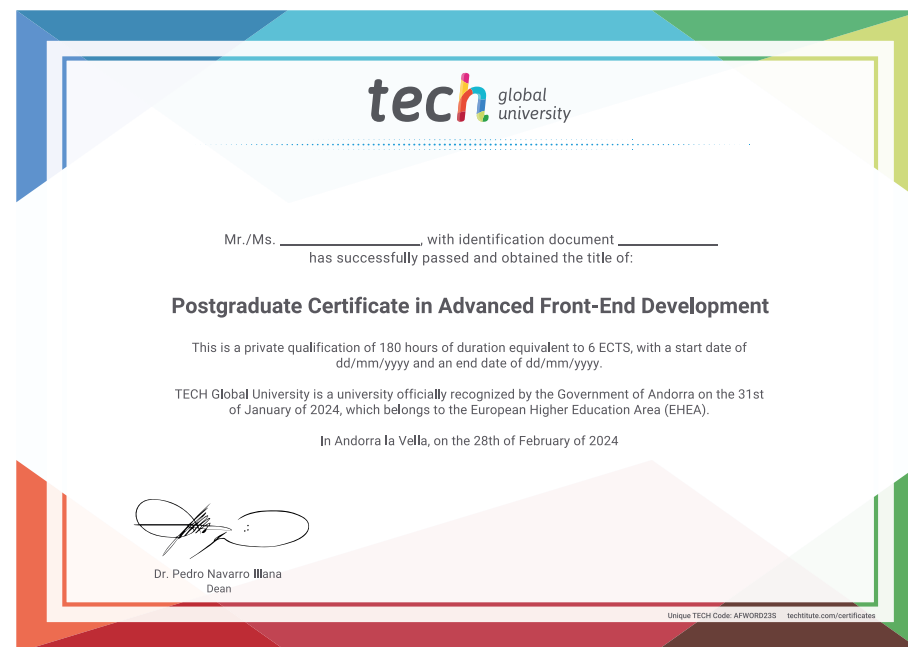 tech global
university
Mr./Ms. ____________, with identification document ____________
has successfully passed and obtained the title of:
Postgraduate Certificate in Advanced Front-End Development
This is a private qualification of 180 hours of duration equivalent to 6 ECTS, with a start date of
dd/mm/yyyy and an end date of dd/mm/yyyy.
TECH Global University is a university officially recognized by the Government of Andorra on the 31st
of January of 2024, which belongs to the European Higher Education Area (EHEA).
In Andorra la Vella, on the 28th of February of 2024
Dr. Pedro Navarro Illana
Dean
Unique TECH Code: AFWORD23S techtitute.com/certificates